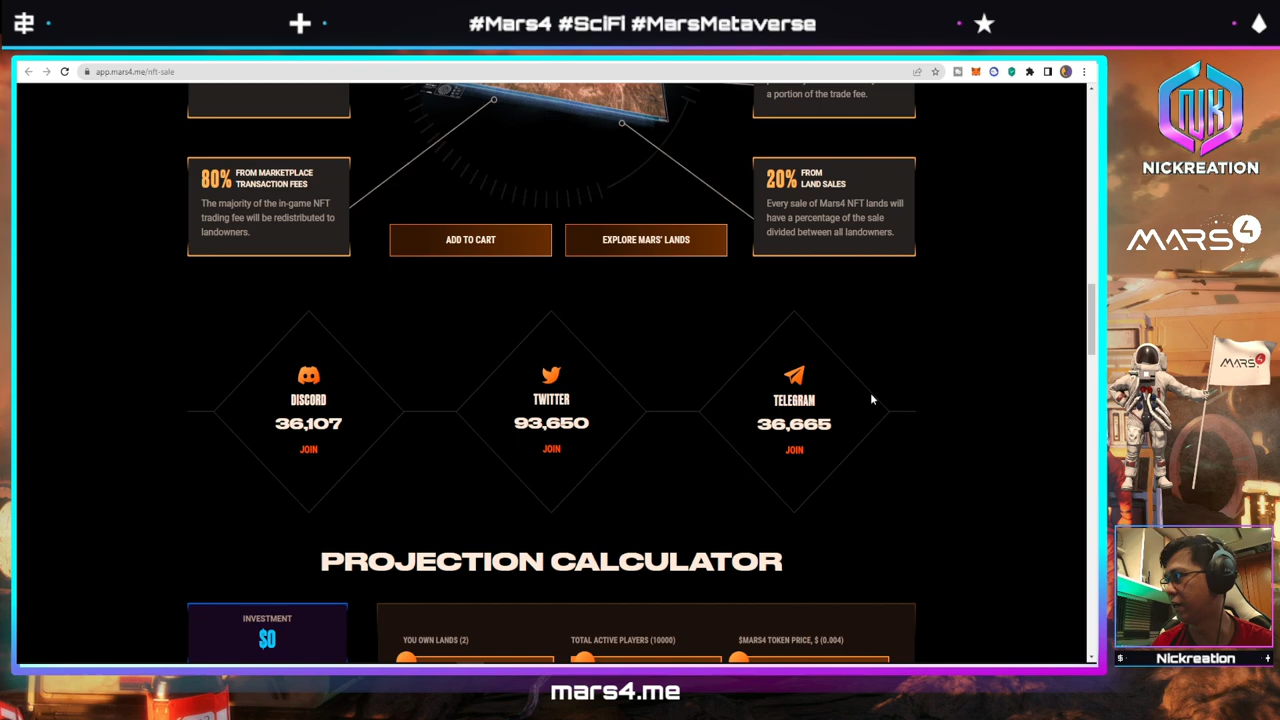 #Mars4 #SciFi #MarsMetaverse
app.mars4.me/nft-sale
a portion of the trade fee.
80% FROM MARKETPLACE
TRANSACTION FEES
The majority of the in-game NFT
trading fee will be redistributed to
landowners.
ADD TO CART
EXPLORE MARS' LANDS
20% FROM
LAND SALES
Every sale of Mars4 NFT lands will
have a percentage of the sale
divided between all landowners.
DISCORD
36,107
JOIN
TWITTER
93,650
JOIN
TELEGRAM
36,665
JOIN
PROJECTION CALCULATOR
INVESTMENT
$0
YOU OWN LANDS (2)
TOTAL ACTIVE PLAYERS (10000)
$MARS4 TOKEN PRICE, $ (0.004)
NK
NICKREATION
MARS4
MARS4
Nickreation
mars4.me